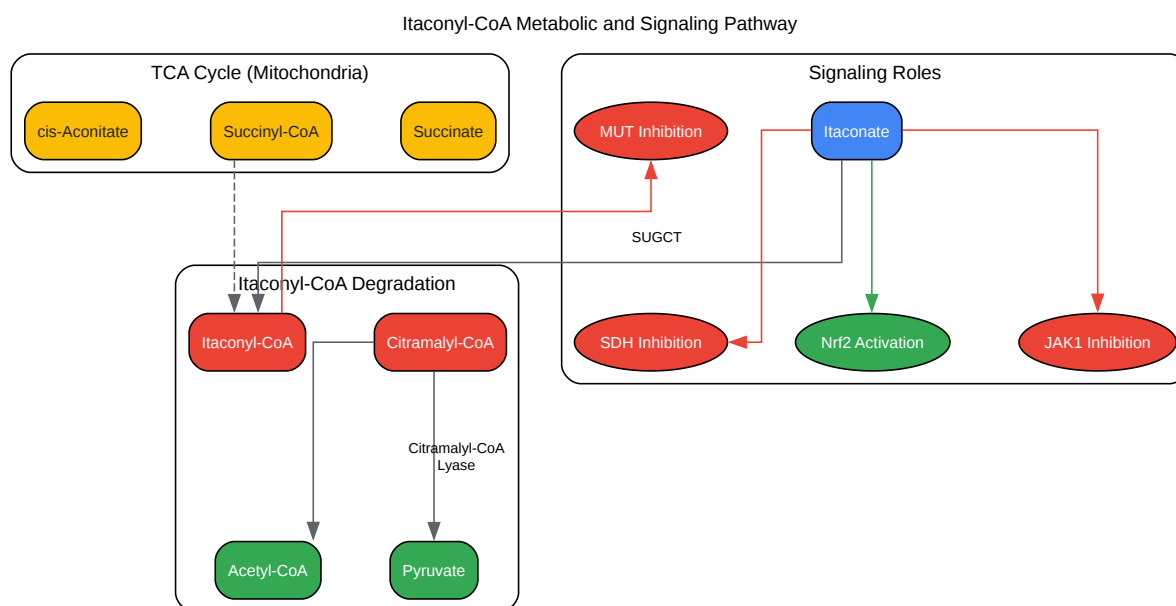 Itaconyl-CoA Metabolic and Signaling Pathway
TCA Cycle (Mitochondria)
Signaling Roles
cis-Aconitate
Succinyl-CoA
Succinate
MUT Inhibition
Itaconate
SUGCT
Itaconyl-CoA Degradation
Itaconyl-CoA
Citramalyl-CoA
SDH Inhibition
Nrf2 Activation
JAK1 Inhibition
Citramalyl-CoA
Lyase
Acetyl-CoA
Pyruvate